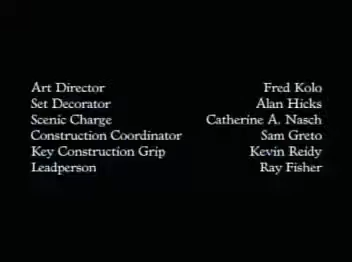 Art Director Fred Kolo
Set Decorator Alan Hicks
Scenic Charge Catherine A. Nasch
Construction Coordinator Sam Greto
Key Construction Grip Kevin Reidy
Leadperson Ray Fisher